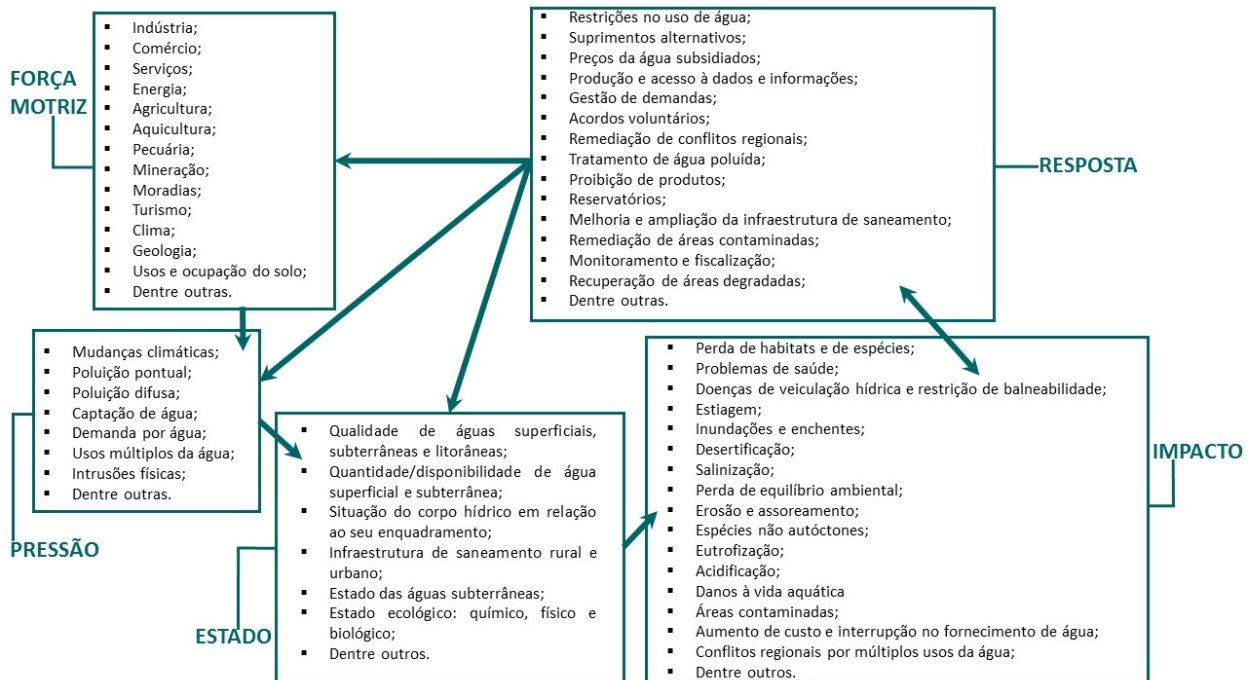 FORÇA
MOTRIZ
▪ Indústria;
▪ Comércio;
▪ Serviços;
▪ Energia;
▪ Agricultura;
▪ Aquicultura;
▪ Pecuária;
▪ Mineração;
▪ Moradias;
▪ Turismo;
▪ Clima;
▪ Geologia;
▪ Usos e ocupação do solo;
▪ Dentre outras.
▪ Restrições no uso de água;
▪ Suprimentos alternativos;
▪ Preços da água subsidiados;
▪ Produção e acesso à dados e informações;
▪ Gestão de demandas;
▪ Acordos voluntários;
▪ Remediação de conflitos regionais;
▪ Tratamento de água poluída;
▪ Proibição de produtos;
▪ Reservatórios;
▪ Melhoria e ampliação da infraestrutura de saneamento;
▪ Remediação de áreas contaminadas;
▪ Monitoramento e fiscalização;
▪ Recuperação de áreas degradadas;
▪ Dentre outras.
RESPOSTA
▪ Mudanças climáticas;
▪ Poluição pontual;
▪ Poluição difusa;
▪ Captação de água;
▪ Demanda por água;
▪ Usos múltiplos da água;
▪ Intrusões físicas;
▪ Dentre outras.
PRESSÃO
▪ Qualidade de águas superficiais,
subterrâneas e litorâneas;
▪ Quantidade/disponibilidade de água
superficial e subterrânea;
▪ Situação do corpo hídrico em relação
ao seu enquadramento;
▪ Infraestrutura de saneamento rural e
urbano;
▪ Estado das águas subterrâneas;
▪ Estado ecológico: químico, físico e
biológico;
▪ Dentre outros.
ESTADO
▪ Perda de habitats e de espécies;
▪ Problemas de saúde;
▪ Doenças de veiculação hídrica e restrição de balneabilidade;
▪ Estiagem;
▪ Inundações e enchentes;
▪ Desertificação;
▪ Salinização;
▪ Perda de equilíbrio ambiental;
▪ Erosão e assoreamento;
▪ Espécies não autóctones;
▪ Eutrofização;
▪ Acidificação;
▪ Danos à vida aquática
▪ Áreas contaminadas;
▪ Aumento de custo e interrupção no fornecimento de água;
▪ Conflitos regionais por múltiplos usos da água;
▪ Dentre outros.
IMPACTO